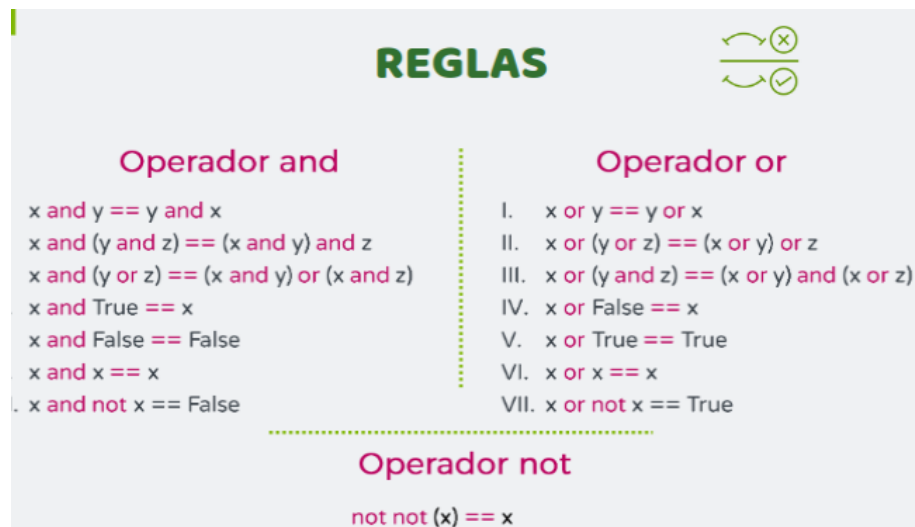 REGLAS
Operador and
x and y == y and x
x and (y and z) == (x and y) and z
x and (y or z) == (x and y) or (x and z)
x and True == x
x and False == False
x and x == x
. x and not x == False
Operador or
I. x or y == y or x
II. x or (y or z) == (x or y) or z
III. x or (y and z) == (x or y) and (x or z)
IV. x or False == x
V. x or True == True
VI. x or x == x
VII. x or not x == True
Operador not
not not (x) == x